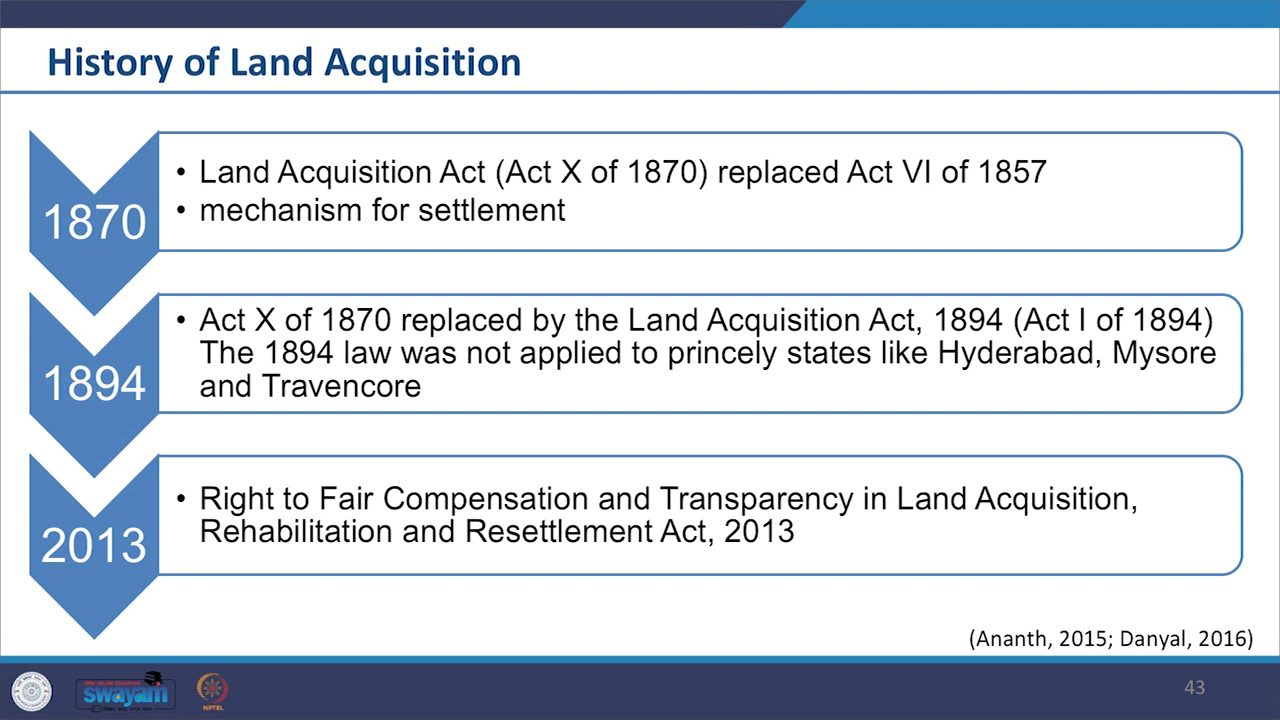 History of Land Acquisition
1870
• Land Acquisition Act (Act X of 1870) replaced Act VI of 1857
• mechanism for settlement
1894
• Act X of 1870 replaced by the Land Acquisition Act, 1894 (Act I of 1894)
The 1894 law was not applied to princely states like Hyderabad, Mysore
and Travencore
2013
• Right to Fair Compensation and Transparency in Land Acquisition,
Rehabilitation and Resettlement Act, 2013
(Ananth, 2015; Danyal, 2016)
swayam
NPTEL
43